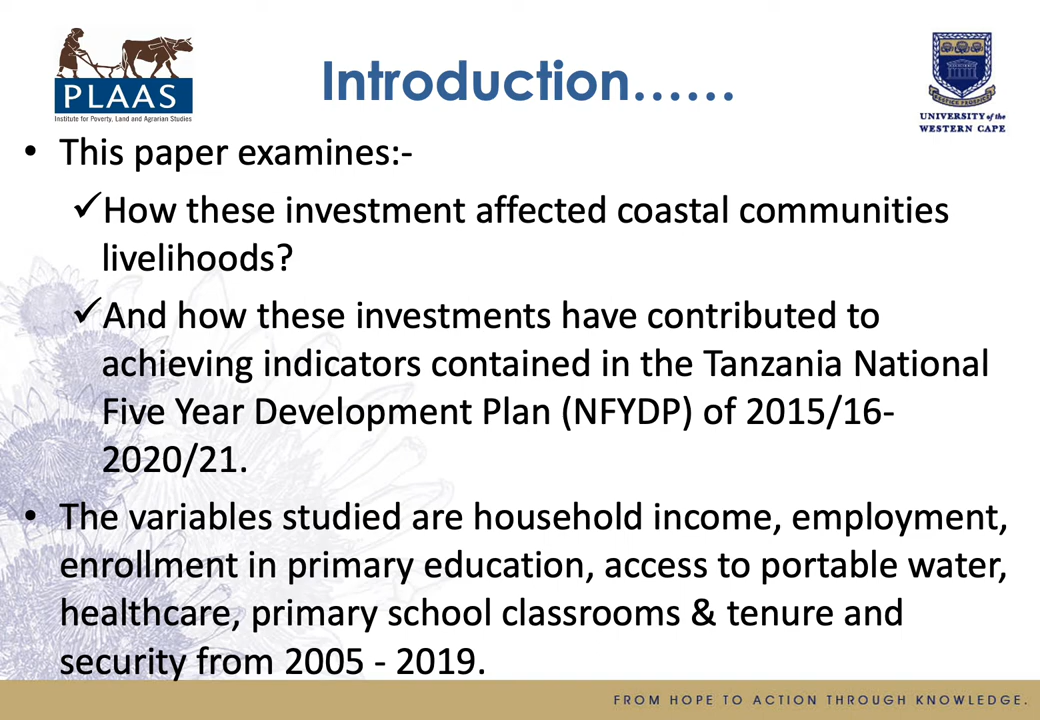 PLAAS
Institute for Poverty, Land and Agrarian Studies
Introduction……
UNIVERSITY of the
WESTERN CAPE
• This paper examines:-
✓How these investment affected coastal communities
livelihoods?
✓And how these investments have contributed to
achieving indicators contained in the Tanzania National
Five Year Development Plan (NFYDP) of 2015/16-
2020/21.
• The variables studied are household income, employment,
enrollment in primary education, access to portable water,
healthcare, primary school classrooms & tenure and
security from 2005 - 2019.
FROM HOPE TO ACTION THROUGH KNOWLEDGE.